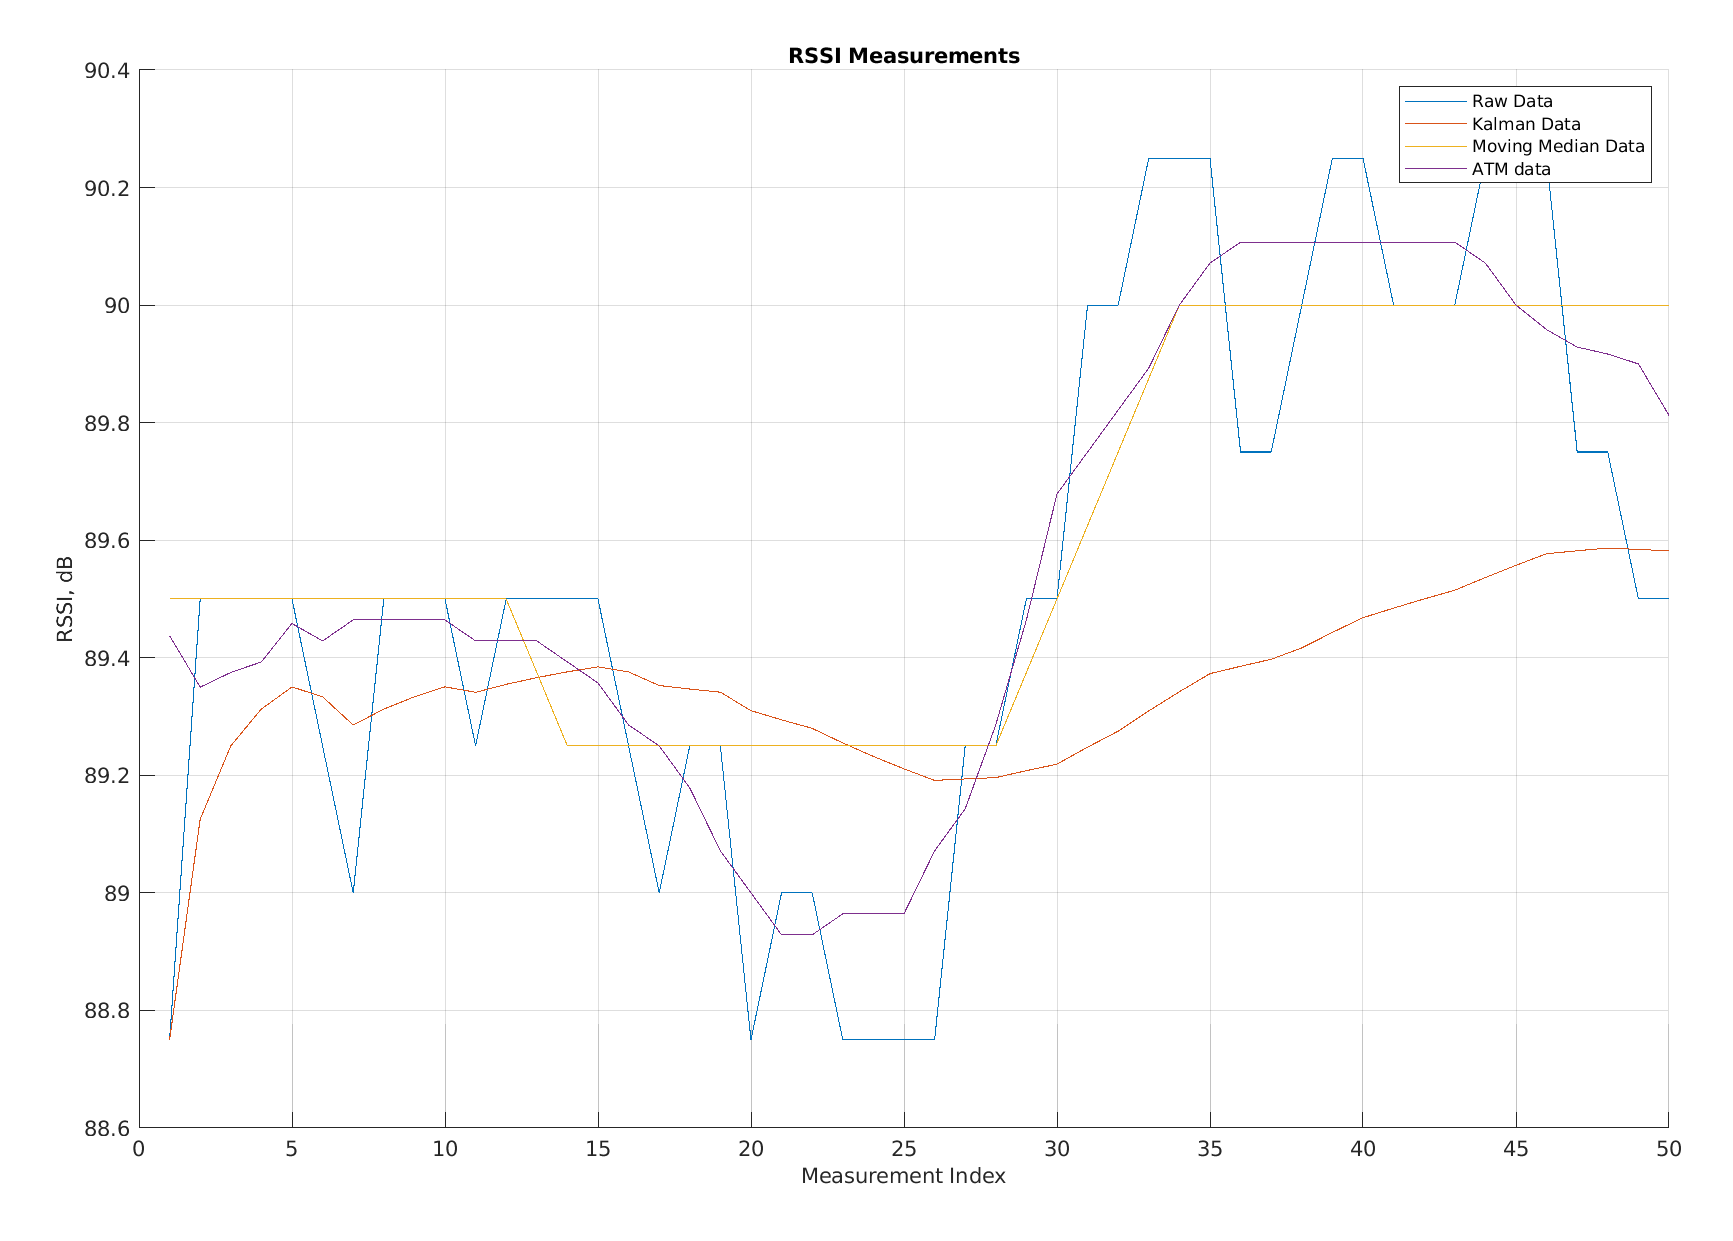 RSSI Measurements
90.4
90.2
90
89.8
89.6
89.4
89.2
89
88.8
88.6
RSSI, dB
Raw Data
Kalman Data
Moving Median Data
ATM data
0 5 10 15 20 25 30 35 40 45 50
Measurement Index